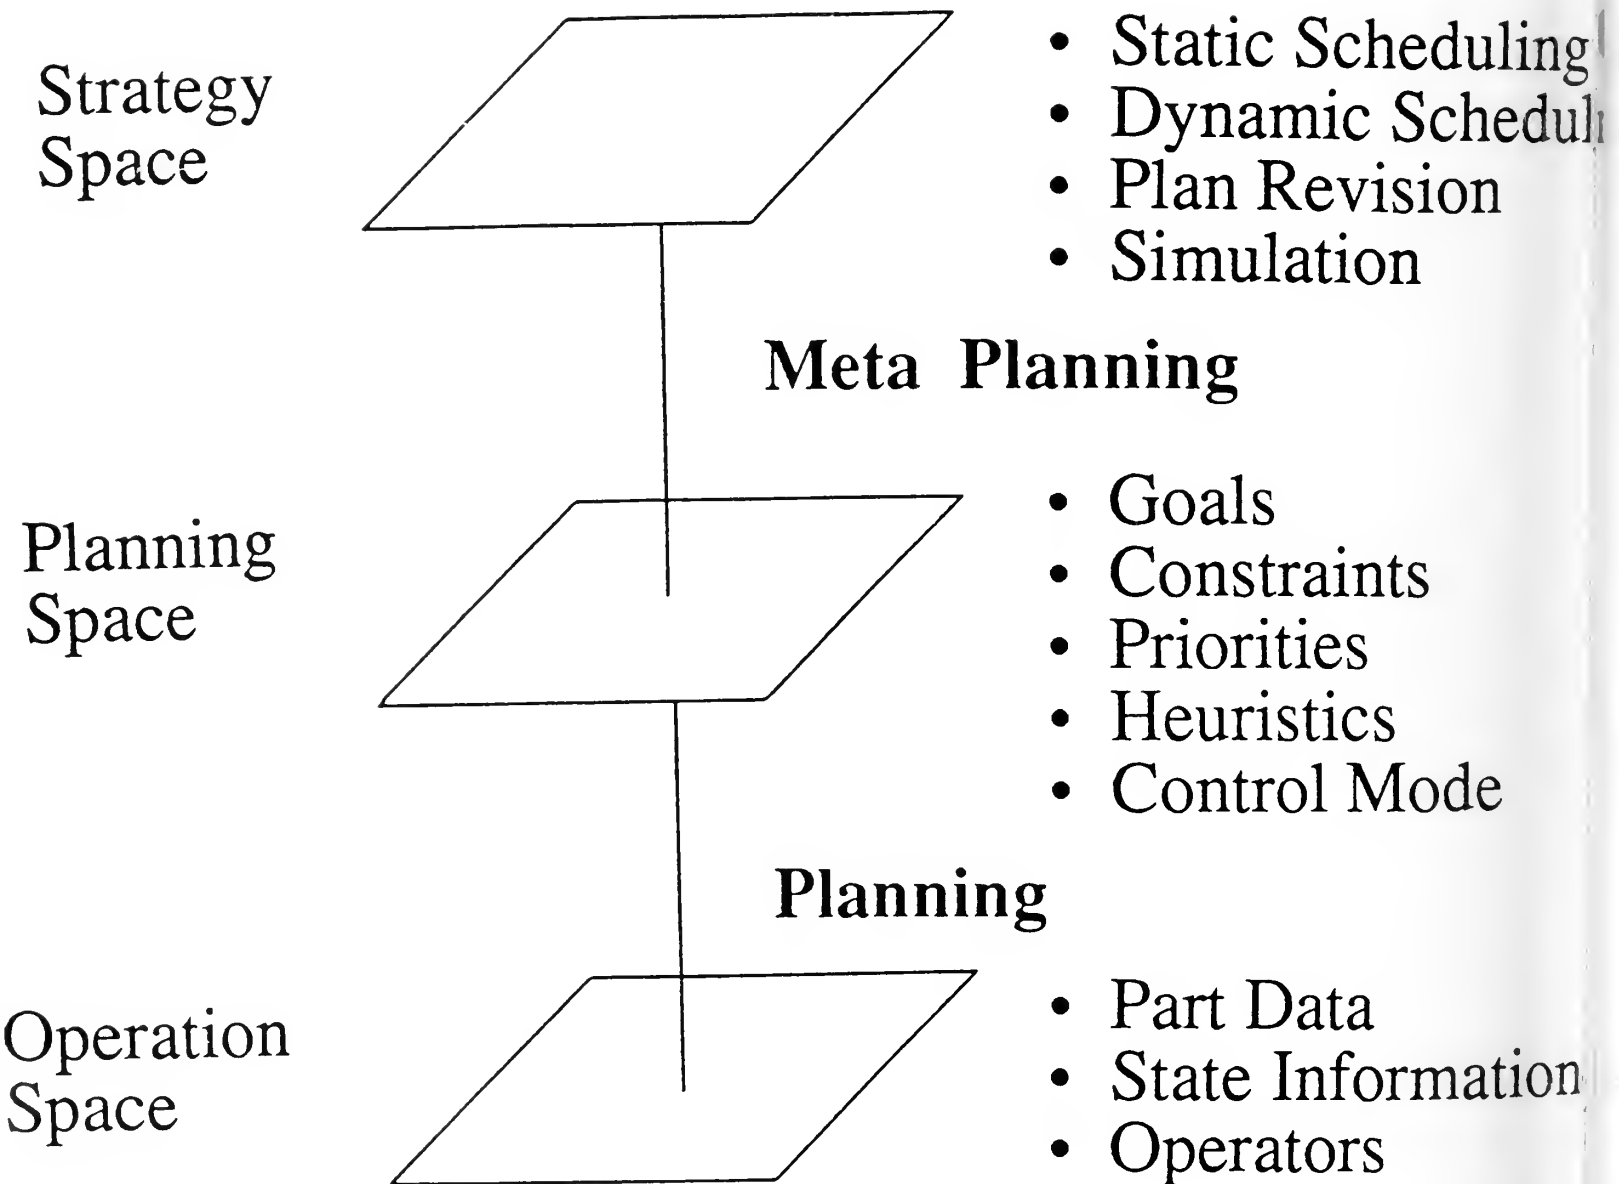 Strategy
Space
• Static Scheduling
• Dynamic
• Plan Revision
• Simulation
Meta Planning
Planning
Space
• Goals
• Constraints
• Priorities
• Heuristics
• Control Mode
Planning
Operation
Space
• Part Data
• State Information
• Operators